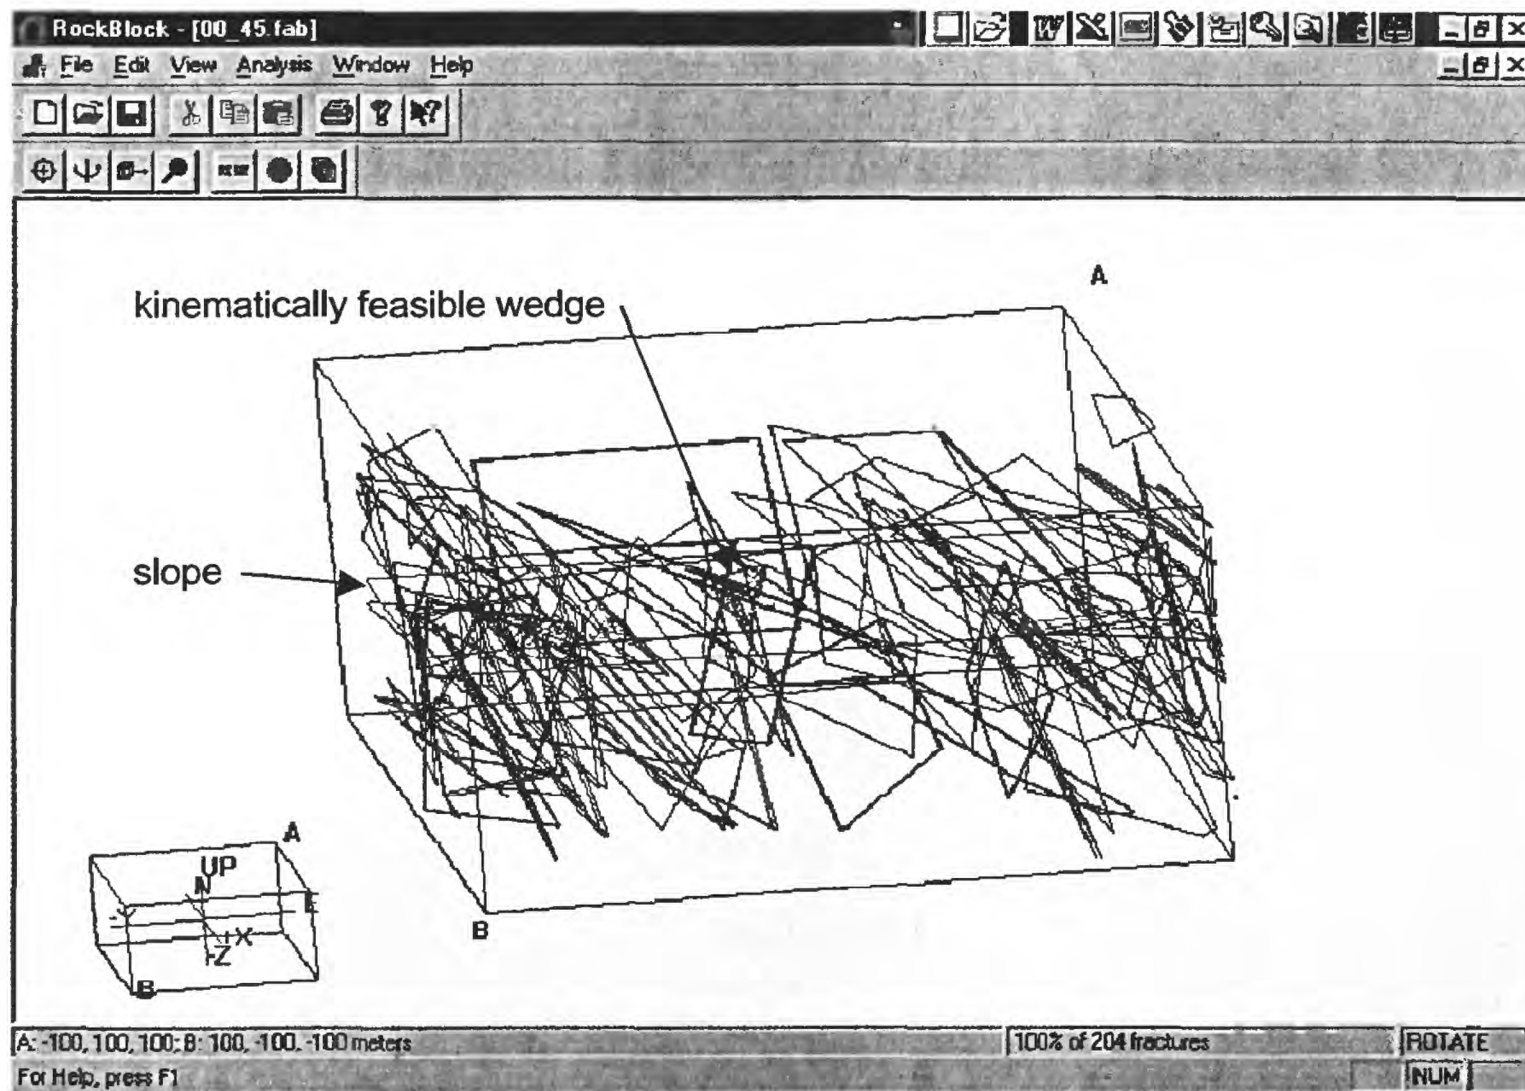 RockBlock - [00_45.fab]
File Edit View Analysis Window Help
A
kinematically feasible wedge
slope
A
UP
N
E
-Y
+X
-Z
B
B
A: -100, 100, 100; B: 100, -100, -100 meters 100% of 204 fractures ROTATE
For Help, press F1 NUM